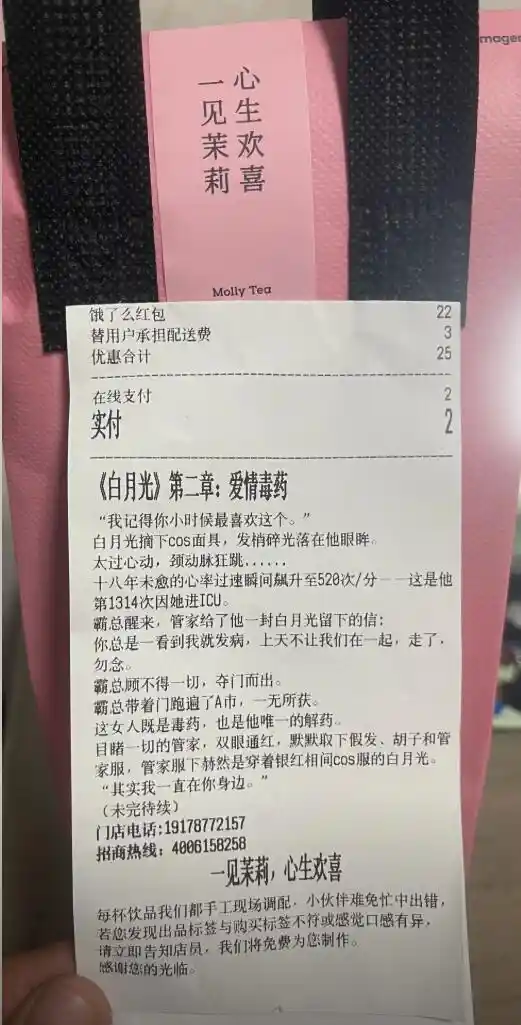 mager
心生欢喜
一见茉莉
Molly Tea
饿了么红包 22
替用户承担配送费 3
优惠合计 25
在线支付 2
实付 2
《白月光》第二章：爱情毒药
“我记得你小时候最喜欢这个。”
白月光摘下cos面具，发梢碎光落在他眼眸。
太过心动，颈动脉狂跳......
十八年未愈的心率过速瞬间飙升至520次/分——这是他
第1314次因她进ICU。
霸总醒来，管家给了他一封白月光留下的信：
你总是一看到我就发病，上天不让我们在一起，走了，
勿念。
霸总顾不得一切，夺门而出。
霸总带着门跑遍了A市，一无所获。
这女人既是毒药，也是他唯一的解药。
目睹一切的管家，双眼通红，默默取下假发、胡子和管
家服，管家服下赫然是穿着银红相间cos服的白月光。
“其实我一直在你身边。”
（未完待续）
门店电话:19178772157
招商热线：4006158258
一见茉莉，心生欢喜
每杯饮品我们都手工现场调配，小伙伴难免忙中出错，
若您发现出品标签与购买标签不符或感觉口感有异，
请立即告知店员，我们将免费为您制作。
感谢您的光临。